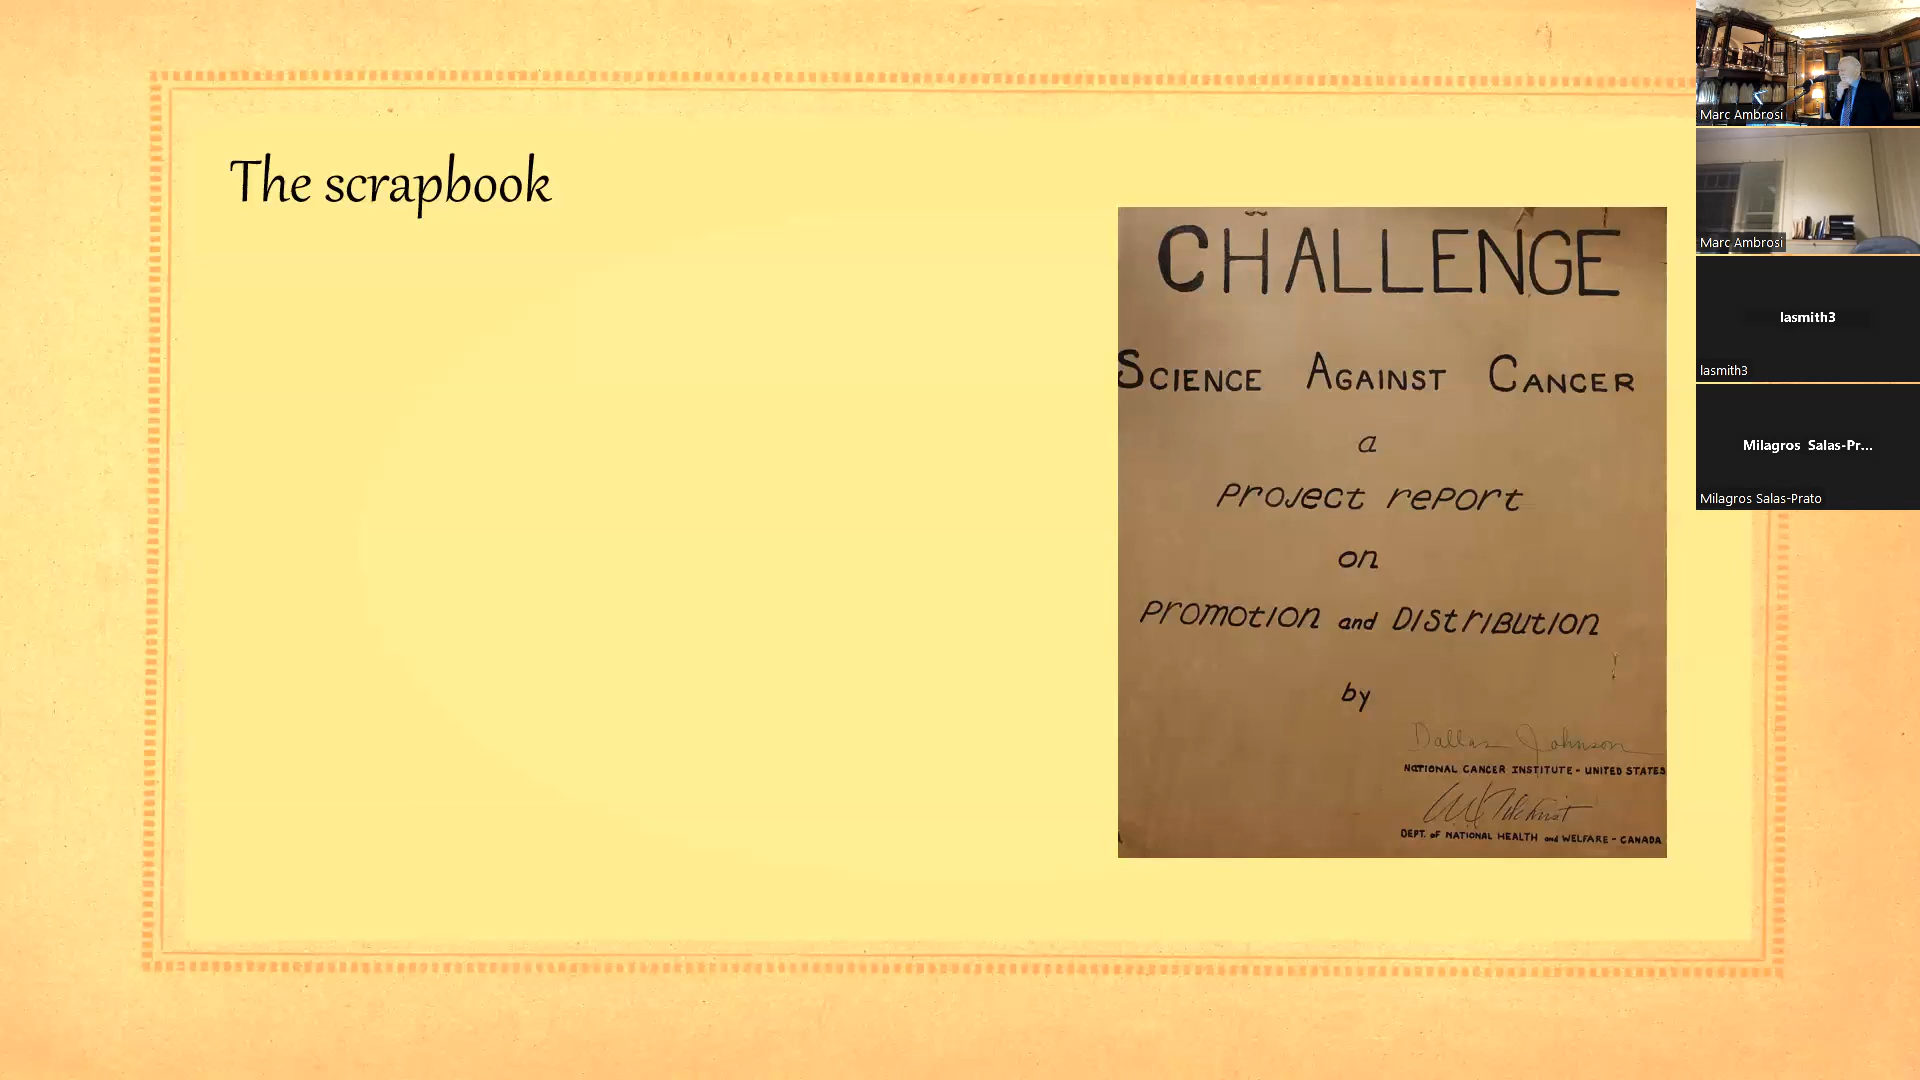 The scrapbook
CHALLENGE
SCIENCE AGAINST CANCER
a
Project report
on
Promotion and Distribution
by
Dallas Johnson
NATIONAL CANCER INSTITUTE - UNITED STATES
DEPT. of NATIONAL HEALTH and WELFARE - CANADA
Marc Ambrosi
Marc Ambrosi
lasmith3
lasmith3
Milagros Salas-Pr...
Milagros Salas-Prato